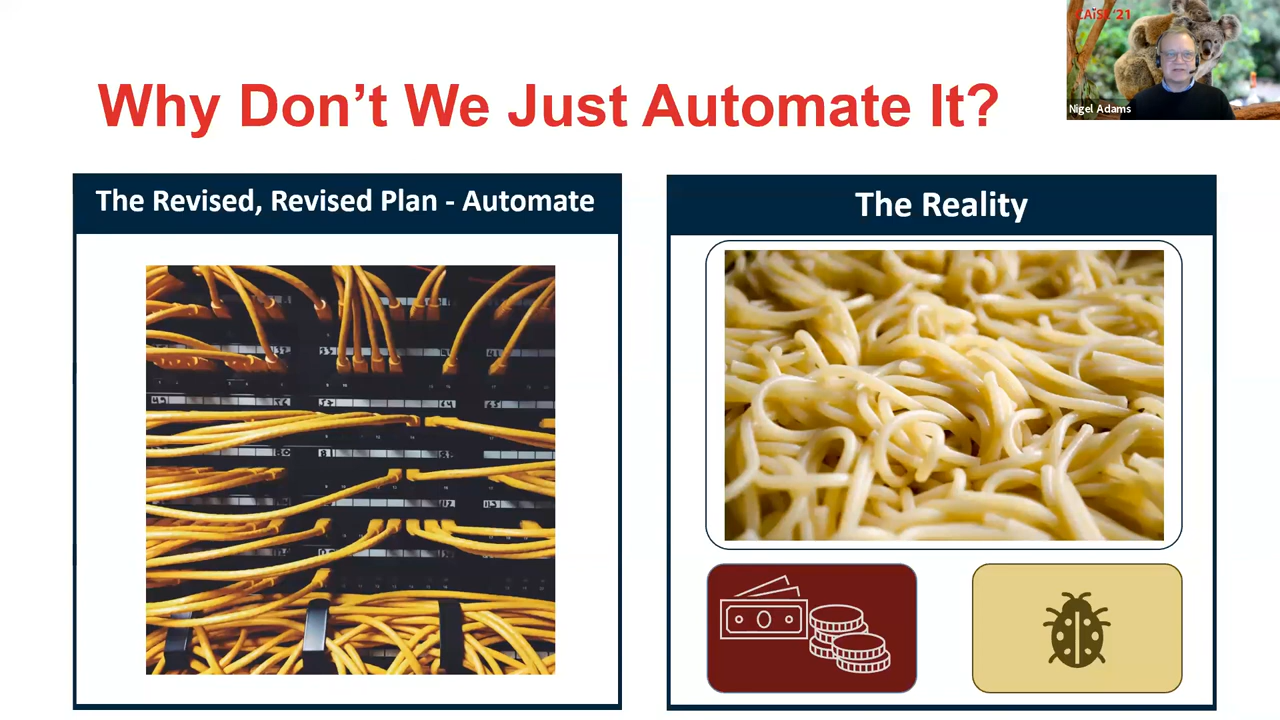 Why Don't We Just Automate It?
CAiSE'21
Nigel Adams
The Revised, Revised Plan - Automate
The Reality